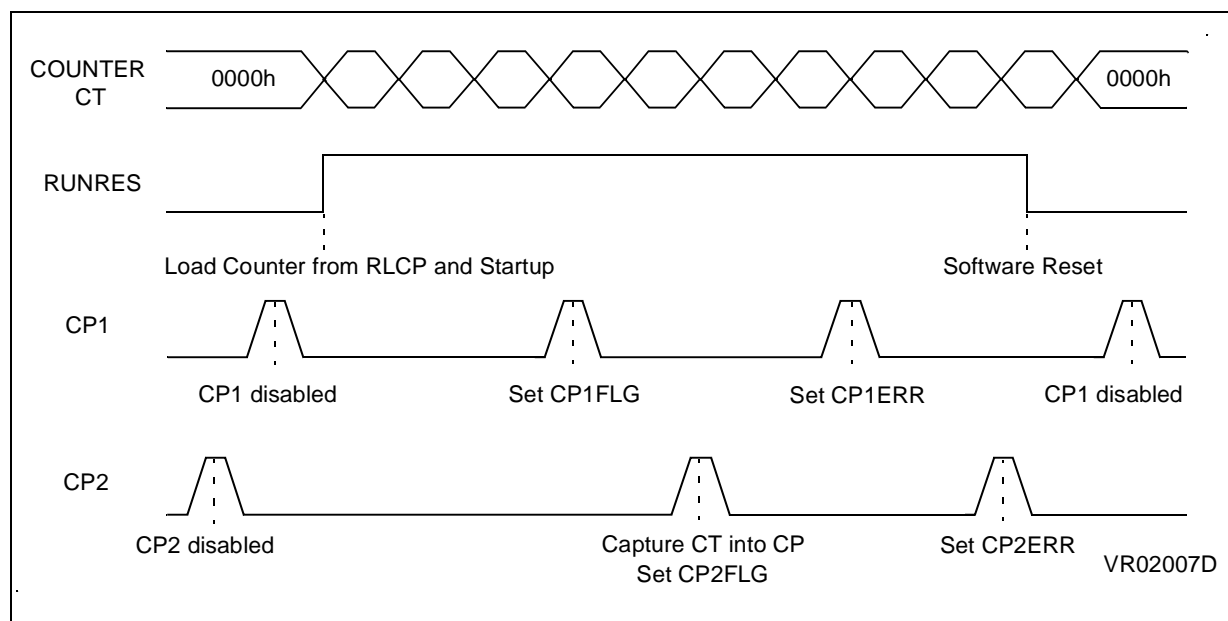 COUNTER
CT
0000h
0000h
RUNRES
Load Counter from RLCP and Startup
Software Reset
CP1
CP1 disabled
Set CP1FLG
Set CP1ERR
CP1 disabled
CP2
CP2 disabled
Capture CT into CP
Set CP2FLG
Set CP2ERR
VR02007D